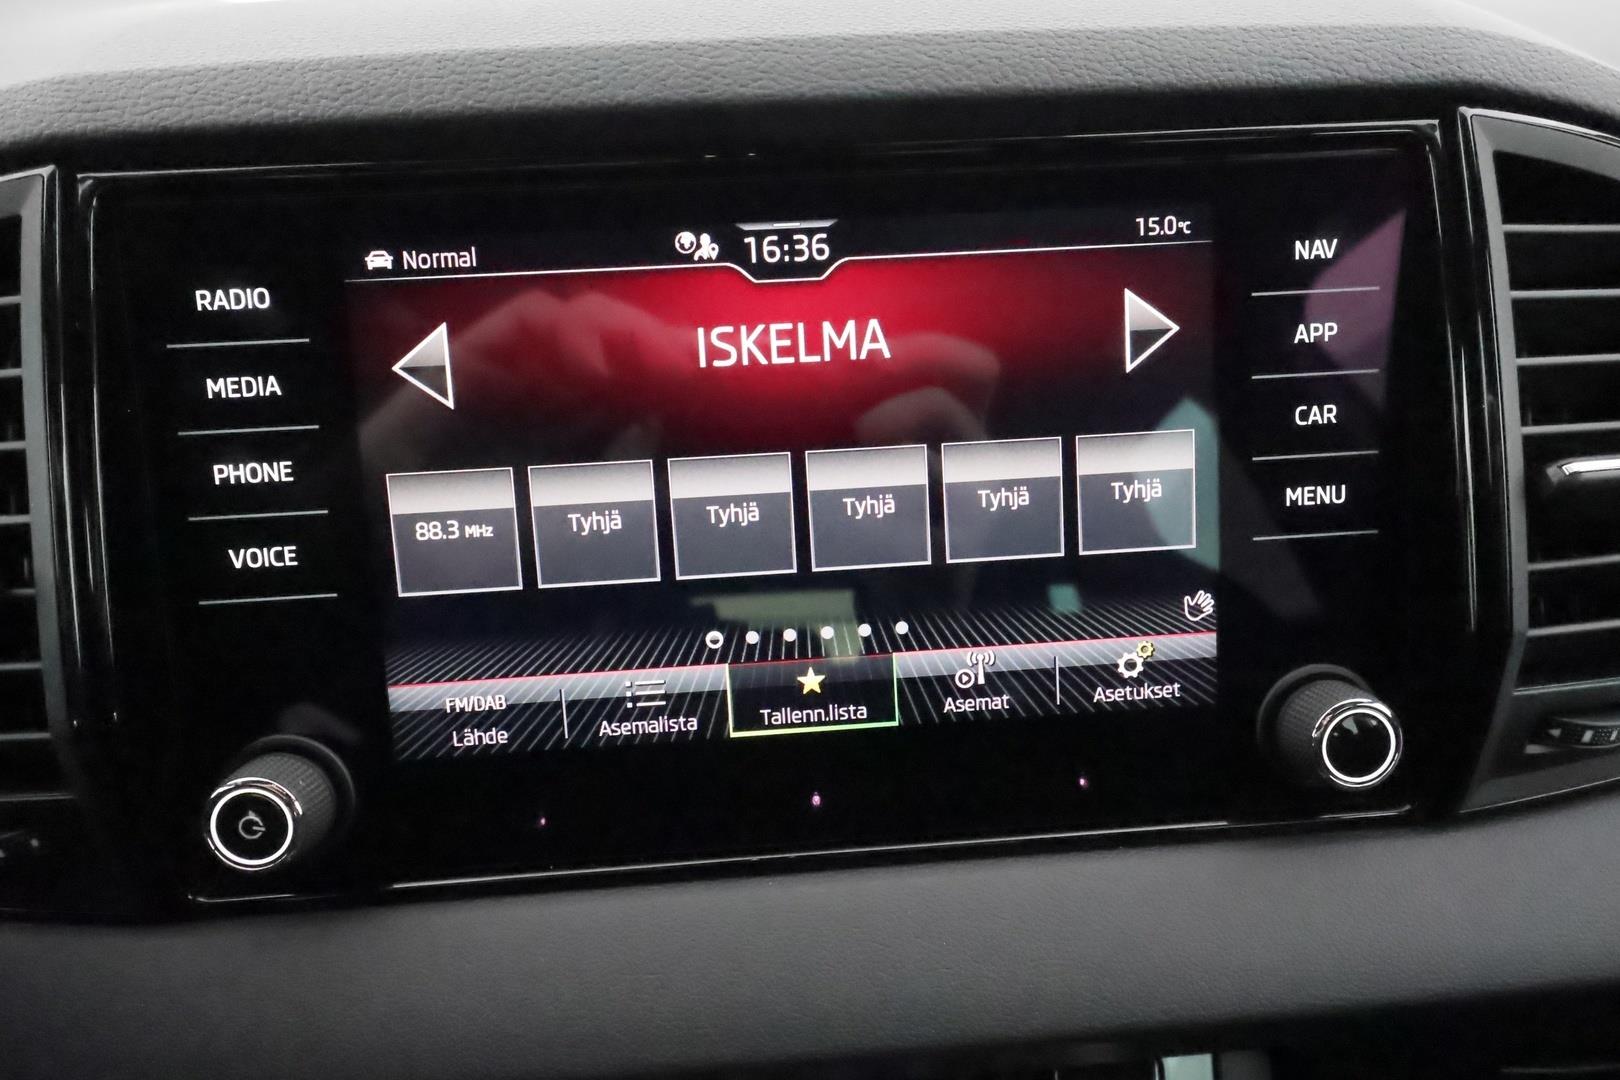 Normal
16:36
15.0°C
RADIO
MEDIA
PHONE
VOICE
NAV
APP
CAR
MENU
ISKELMA
88.3 MHz
Tyhjä
Tyhjä
Tyhjä
Tyhjä
Tyhjä
FM/DAB
Lähde
Asemalista
Tallenn.lista
Asemat
Asetukset